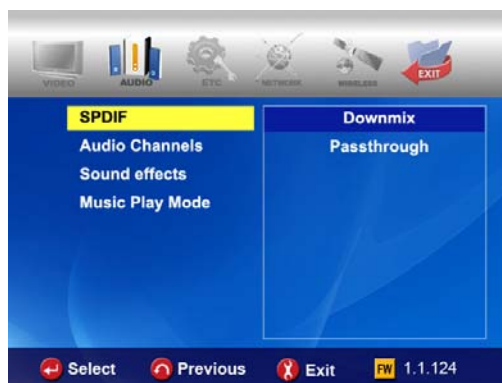 VIDEO AUDIO ETC NETWORK WIRELESS EXIT
SPDIF Downmix
Audio Channels Passthrough
Sound effects
Music Play Mode
Select Previous Exit FW 1.1.124